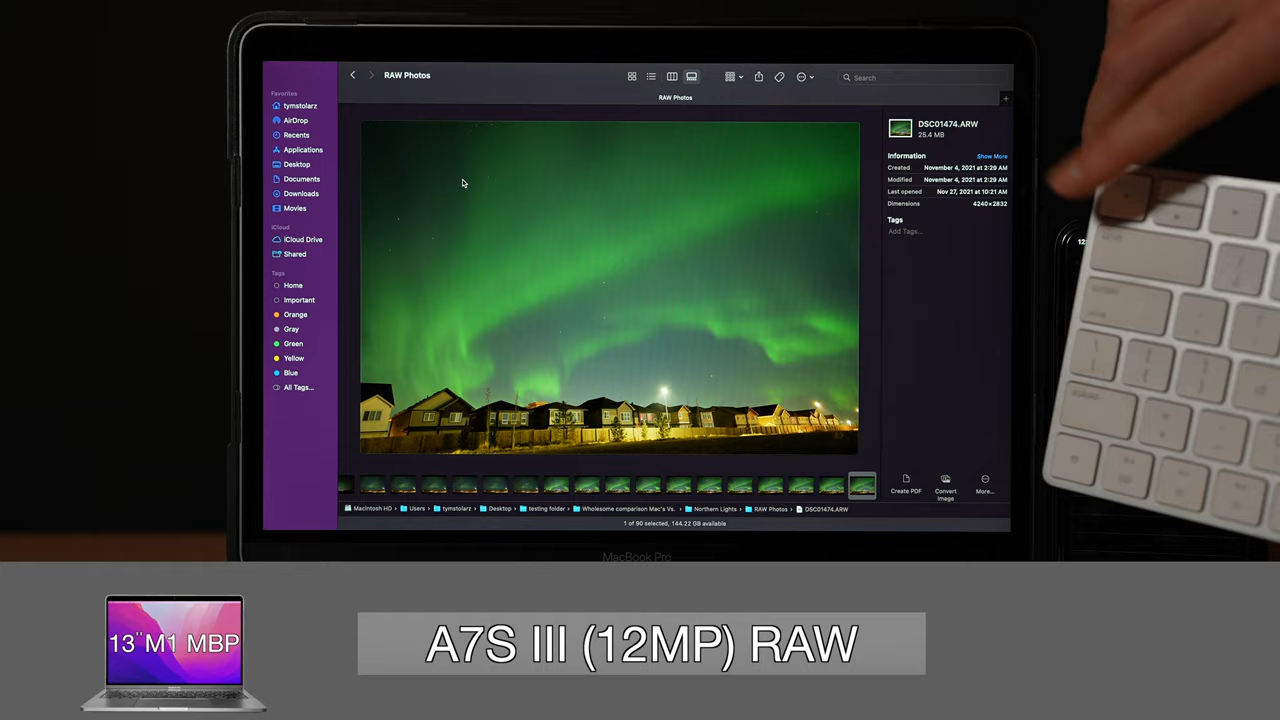 RAW Photos
Search
RAW Photos
Favorites
tymstolarz
AirDrop
Recents
Applications
Desktop
Documents
Downloads
Movies
iCloud
iCloud Drive
Shared
Tags
Home
Important
Orange
Gray
Green
Yellow
Blue
All Tags...
DSC01474.ARW
25.4 MB
Information Show More
Created November 4, 2021 at 2:29 AM
Modified November 4, 2021 at 2:29 AM
Last opened Nov 27, 2021 at 10:21 AM
Dimensions 4240×2832
Tags
Add Tags...
Create PDF
Convert Image
More...
Macintosh HD Users tymstolarz Desktop testing folder Wholesome comparison Mac's Vs. Northern Lights RAW Photos DSC01474.ARW
1 of 90 selected, 144.22 GB available
MacBook Pro
13"M1 MBP
A7S III (12MP) RAW